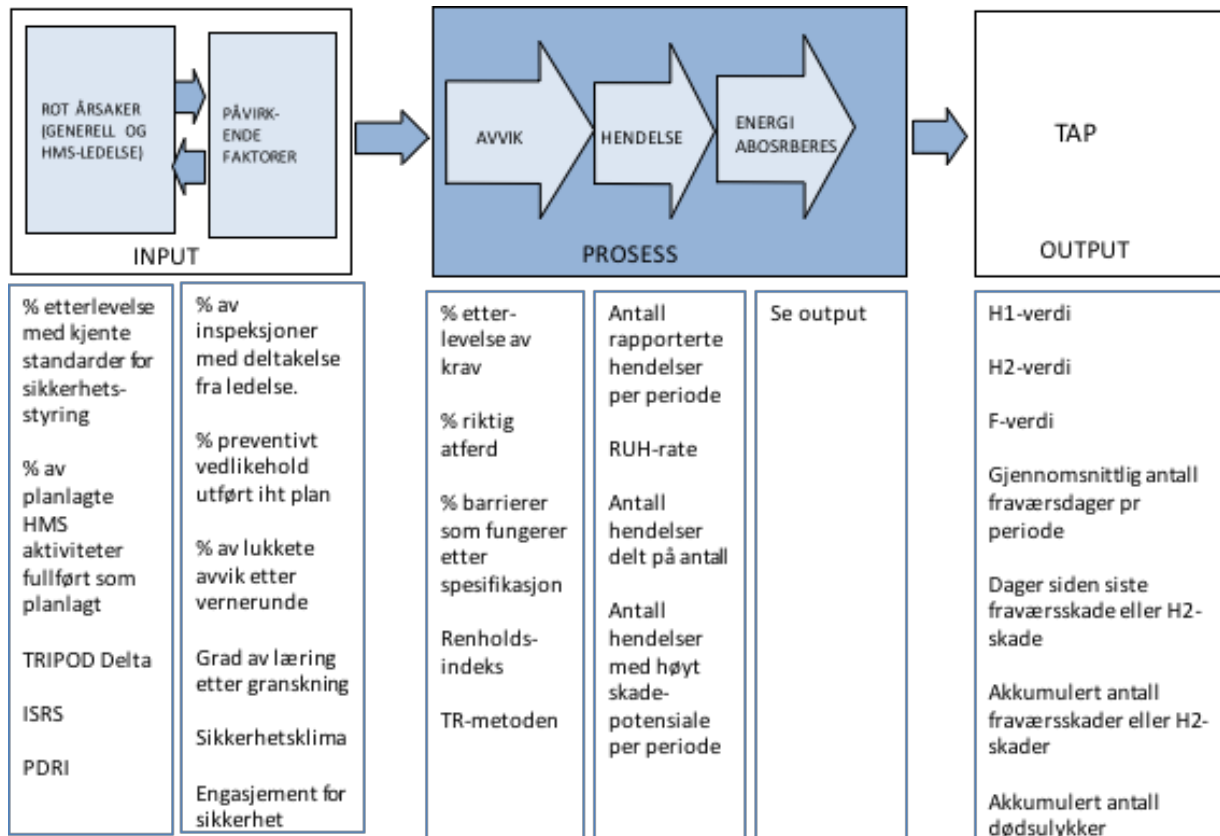 ROT ÅRSAKER
(GENERELL OG
HMS-LEDELSE)
PÅVIRK-
ENDE
FAKTORER
INPUT
AVVIK
HENDELSE
ENERGI
ABOSRBERES
PROSESS
TAP
OUTPUT
% etterlevelse
med kjente
standarder for
sikkerhets-
styring
% av
planlagte
HMS
aktiviteter
fullført som
planlagt
TRIPOD Delta
ISRS
PDRI
% av
inspeksjoner
med deltakelse
fra ledelse.
% preventivt
vedlikehold
utført iht plan
% av lukkete
avvik etter
vernerunde
Grad av læring
etter granskning
Sikkerhetsklima
Engasjement for
sikkerhet
% etter-
levelse av
krav
% riktig
atferd
% barrierer
som fungerer
etter
spesifikasjon
Renholds-
indeks
TR-metoden
Antall
rapporterte
hendelser
per periode
RUH-rate
Antall
hendelser
delt på antall
Antall
hendelser
med høyt
skade-
potensiale
per periode
Se output
H1-verdi
H2-verdi
F-verdi
Gjennomsnittlig antall
fraværsdager pr
periode
Dager siden siste
fraværsskade eller H2-
skade
Akkumulert antall
fraværsskader eller H2-
skader
Akkumulert antall
dødsulykker